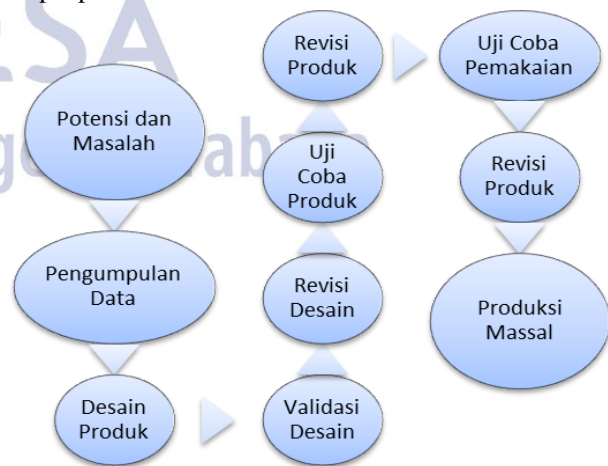 Potensi dan
Masalah
Pengumpulan
Data
Desain
Produk
Validasi
Desain
Revisi
Desain
Uji
Coba
Produk
Revisi
Produk
Uji Coba
Pemakaian
Revisi
Produk
Produksi
Massal